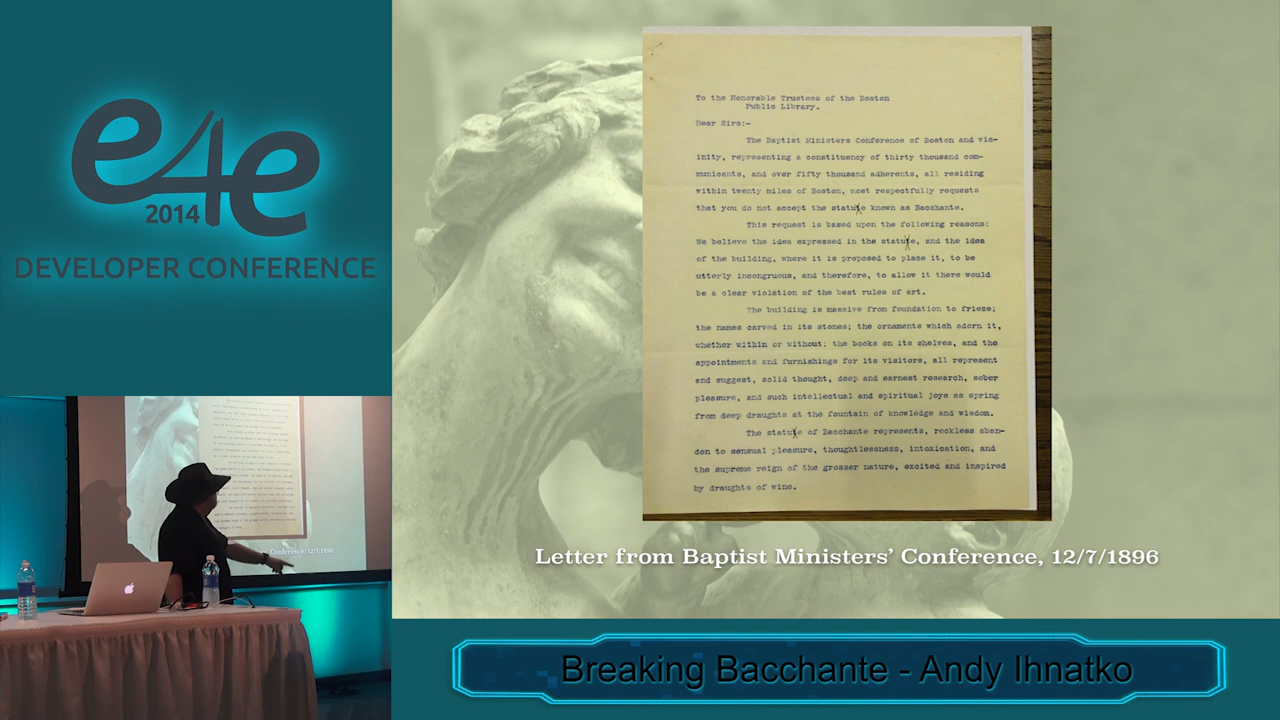 e4e
2014
DEVELOPER CONFERENCE
To the Honorable Trustees of the Boston
Public Library.
Dear Sirs:-
The Baptist Ministers Conference of Boston and vic-
inity, representing a constituency of thirty thousand com-
municants, and over fifty thousand adherents, all residing
within twenty miles of Boston, most respectfully requests
that you do not accept the statute known as Bacchante.
This request is based upon the following reasons:
We believe the idea expressed in the statute, and the idea
of the building, where it is proposed to place it, to be
utterly incongruous, and therefore, to allow it there would
be a clear violation of the best rules of art.
The building is massive from foundation to frieze;
the names carved in its stones; the ornaments which adorn it,
whether within or without; the books on its shelves, and the
appointments and furnishings for its visitors, all represent
and suggest, solid thought, deep and earnest research, sober
pleasure, and such intellectual and spiritual joys as spring
from deep draughts at the fountain of knowledge and wisdom.
The statute of Bacchante represents, reckless aban-
don to sensual pleasure, thoughtlessness, intoxication, and
the supreme reign of the grosser nature, excited and inspired
by draughts of wine.
Letter from Baptist Ministers' Conference, 12/7/1896
Conference, 12/7/1896
Breaking Bacchante - Andy Ihnatko